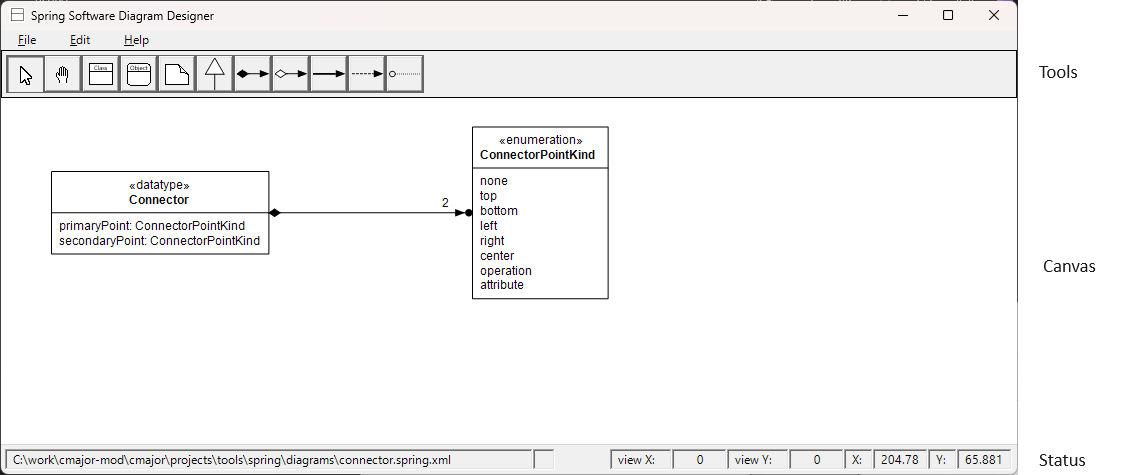 Spring Software Diagram Designer
File Edit Help
Class Object
Tools
«enumeration»
ConnectorPointKind
none
top
bottom
left
right
center
operation
attribute
«datatype»
Connector
primaryPoint: ConnectorPointKind
secondaryPoint: ConnectorPointKind
2
Canvas
C:\work\cmajor-mod\cmajor\projects\tools\spring\diagrams\connector.spring.xml
view X: 0 view Y: 0 X: 204.78 Y: 65.881
Status